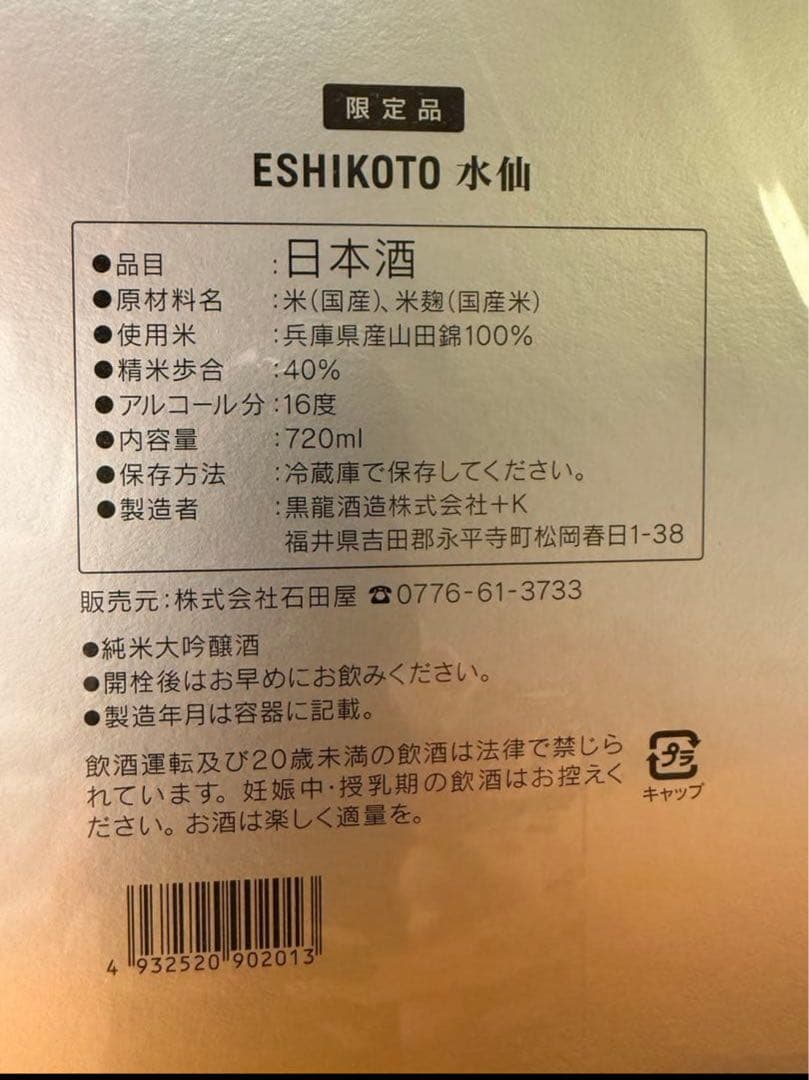 限定品
ESHIKOTO 水仙
●品目 :日本酒
●原材料名 :米(国産)、米麹(国産米)
●使用米 :兵庫県産山田錦100%
●精米歩合 :40%
●アルコール分:16度
●内容量 :720ml
●保存方法 :冷蔵庫で保存してください。
●製造者 :黒龍酒造株式会社+K
福井県吉田郡永平寺町松岡春日1-38
販売元:株式会社石田屋 ☎0776-61-3733
●純米大吟醸酒
●開栓後はお早めにお飲みください。
●製造年月は容器に記載。
飲酒運転及び20歳未満の飲酒は法律で禁じら
れています。妊娠中・授乳期の飲酒はお控えく
ださい。お酒は楽しく適量を。
プラ
キャップ
4 932520 902013